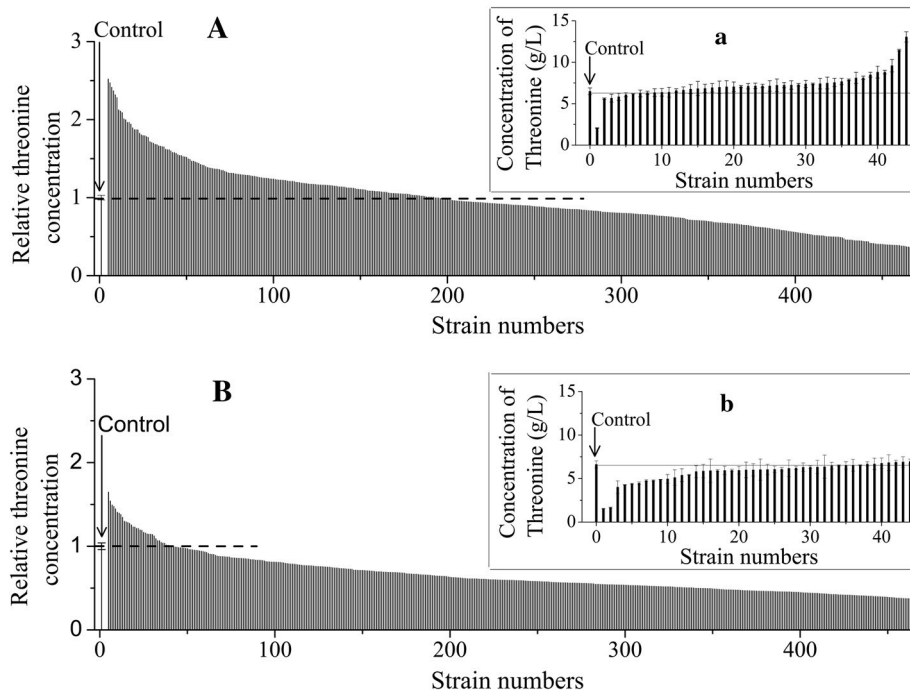 Control
A
3
2
1
0
Relative threonine
concentration
0
100
200
300
400
Strain numbers
a
Control
15
10
5
0
Concentration of
Threonine (g/L)
0
10
20
30
40
Strain numbers
B
Control
3
2
1
0
Relative threonine
concentration
0
100
200
300
400
Strain numbers
b
Control
15
10
5
0
Concentration of
Threonine (g/L)
0
10
20
30
40
Strain numbers